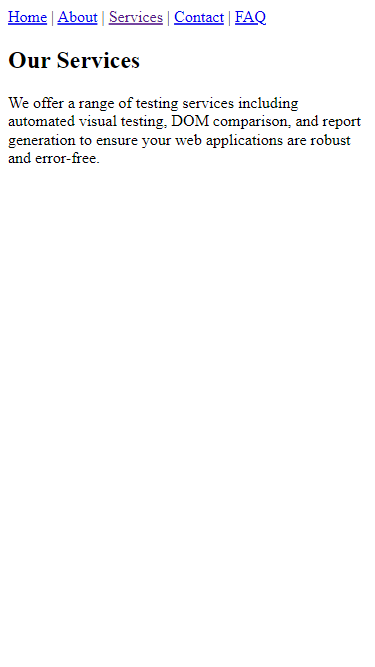 Home | About | Services | Contact | FAQ
Our Services
We offer a range of testing services including
automated visual testing, DOM comparison, and report
generation to ensure your web applications are robust
and error-free.